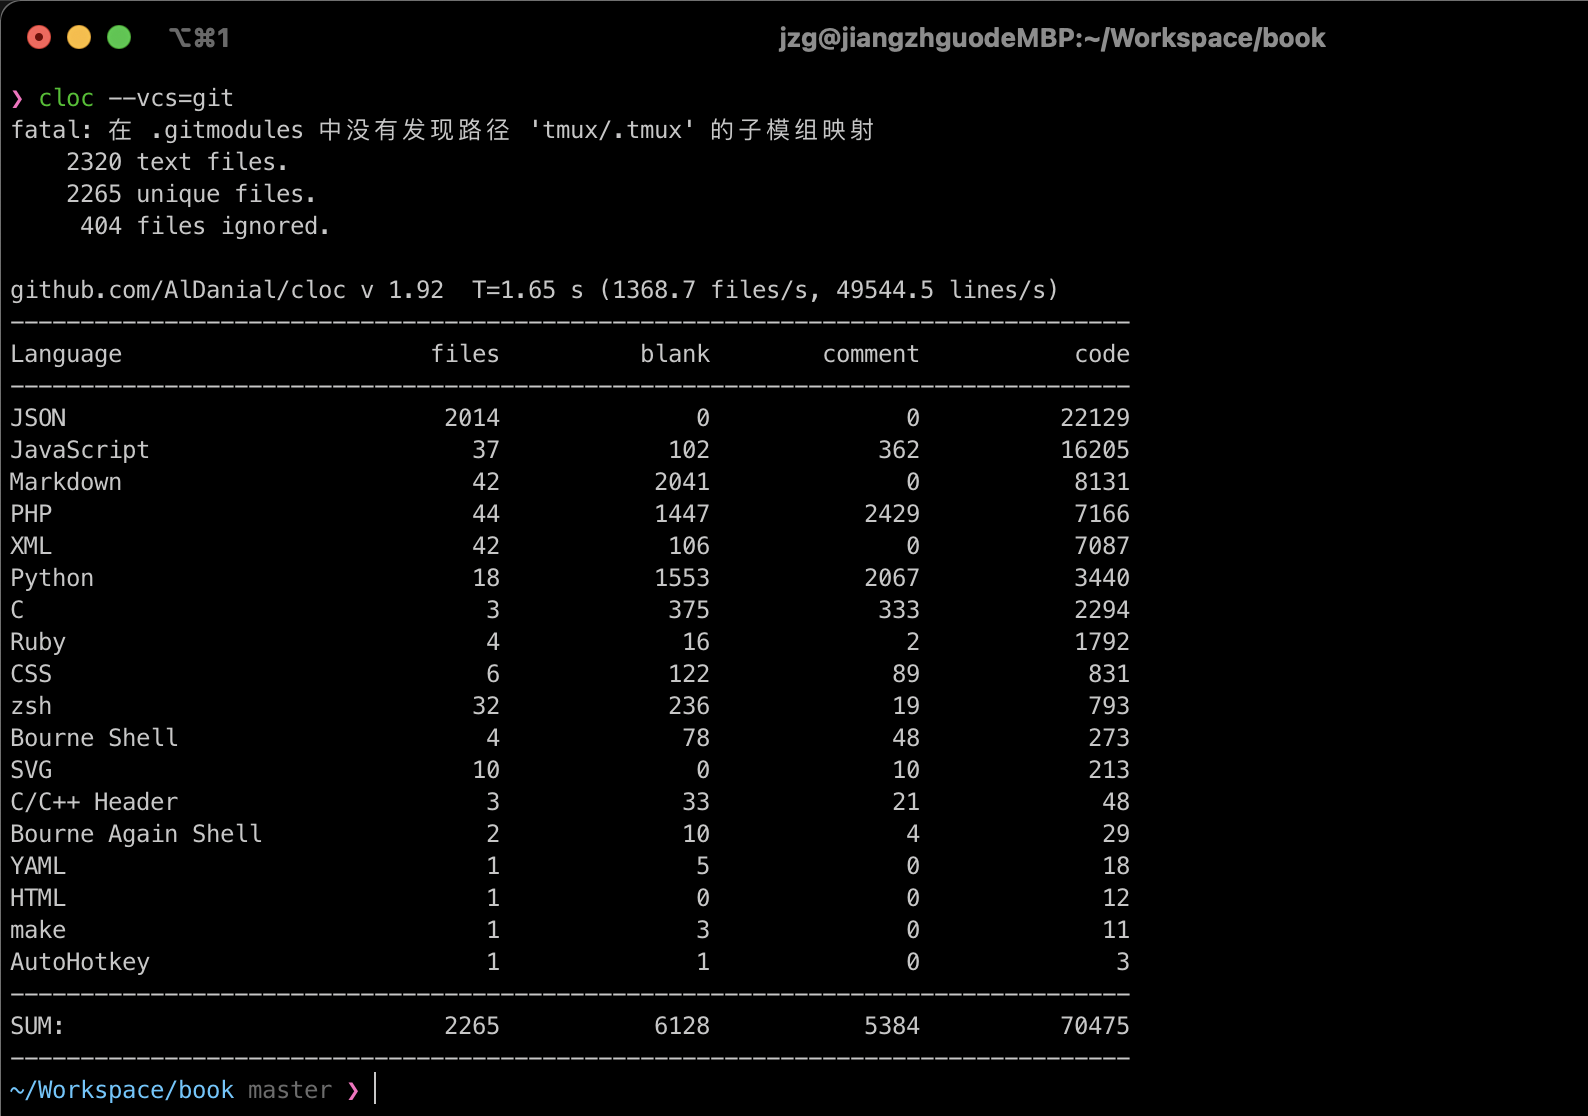 ⌥⌘1 jzg@jiangzhguodeMBP:~/Workspace/book
❯ cloc --vcs=git
fatal: 在 .gitmodules 中没有发现路径 'tmux/.tmux' 的子模组映射
    2320 text files.
    2265 unique files.
     404 files ignored.

github.com/AlDanial/cloc v 1.92  T=1.65 s (1368.7 files/s, 49544.5 lines/s)
--------------------------------------------------------------------------------
Language                      files          blank        comment           code
--------------------------------------------------------------------------------
JSON                           2014              0              0          22129
JavaScript                       37            102            362          16205
Markdown                         42           2041              0           8131
PHP                              44           1447           2429           7166
XML                              42            106              0           7087
Python                           18           1553           2067           3440
C                                 3            375            333           2294
Ruby                              4             16              2           1792
CSS                               6            122             89            831
zsh                              32            236             19            793
Bourne Shell                      4             78             48            273
SVG                              10              0             10            213
C/C++ Header                      3             33             21             48
Bourne Again Shell                2             10              4             29
YAML                              1              5              0             18
HTML                              1              0              0             12
make                              1              3              0             11
AutoHotkey                        1              1              0              3
--------------------------------------------------------------------------------
SUM:                           2265           6128           5384          70475
--------------------------------------------------------------------------------
~/Workspace/book master ❯